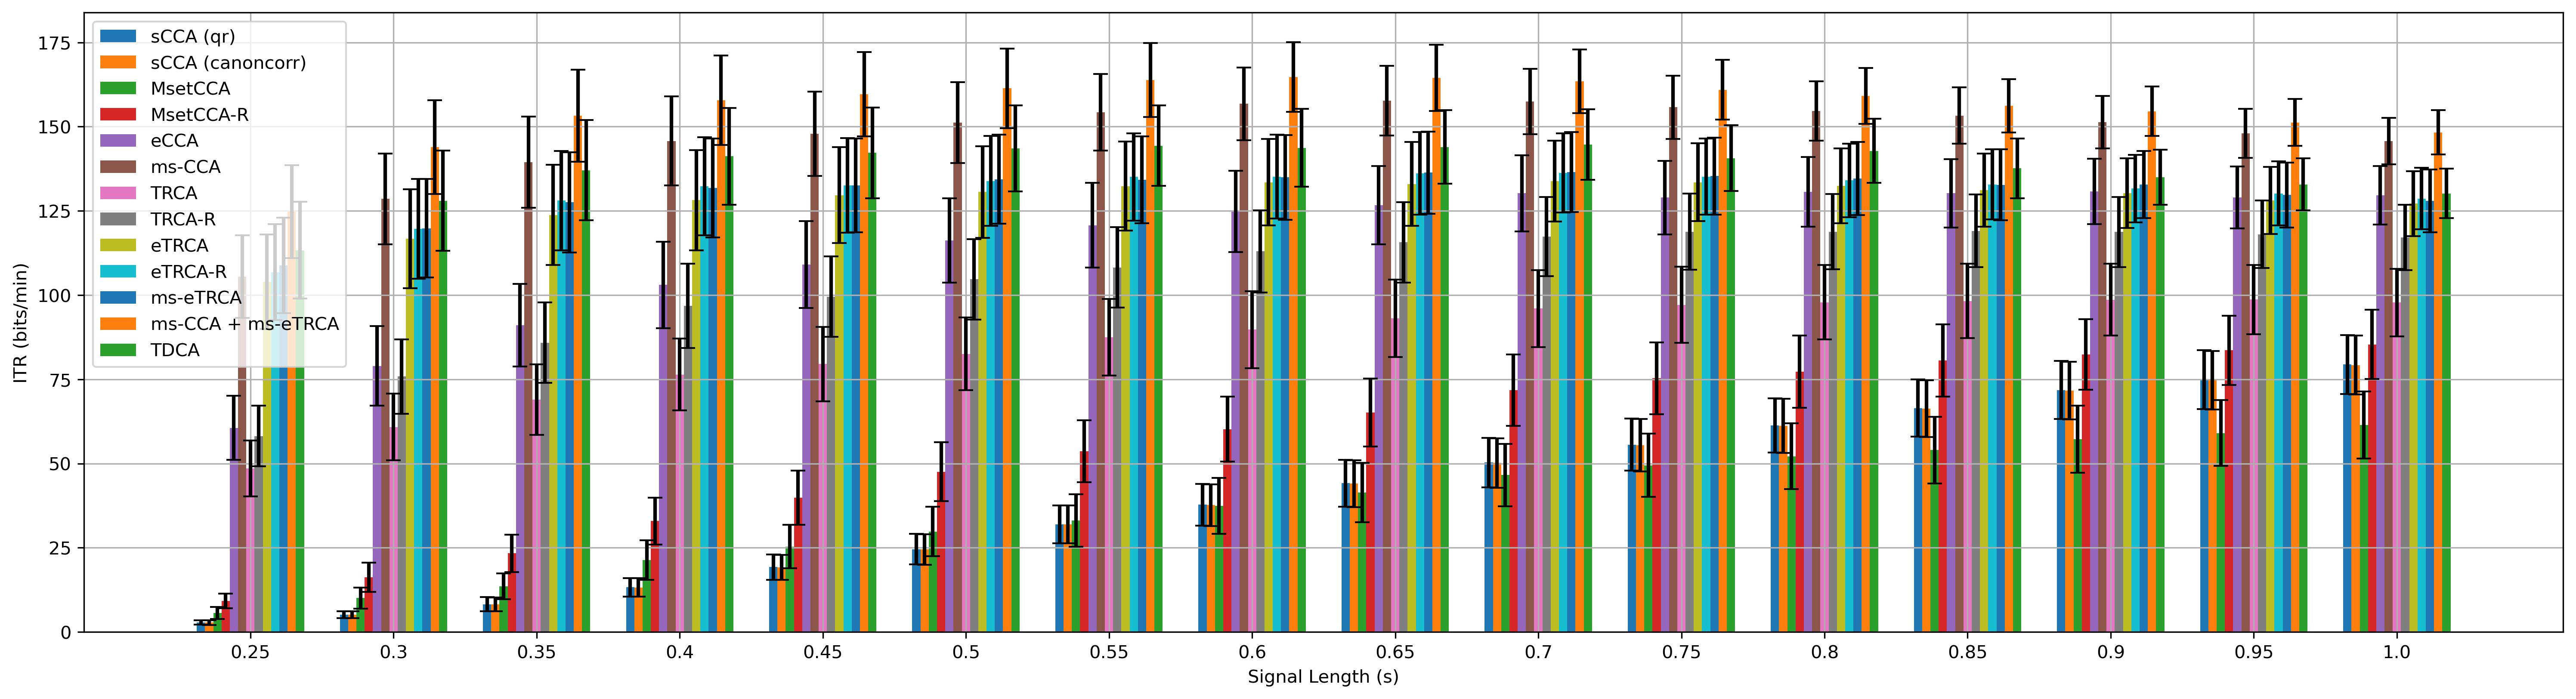 175
150
125
100
75
50
25
0
ITR (bits/min)
sCCA (qr)
sCCA (canoncorr)
MsetCCA
MsetCCA-R
eCCA
ms-CCA
TRCA
TRCA-R
eTRCA
eTRCA-R
ms-eTRCA
ms-CCA + ms-eTRCA
TDCA
0.25 0.3 0.35 0.4 0.45 0.5 0.55 0.6 0.65 0.7 0.75 0.8 0.85 0.9 0.95 1.0
Signal Length (s)